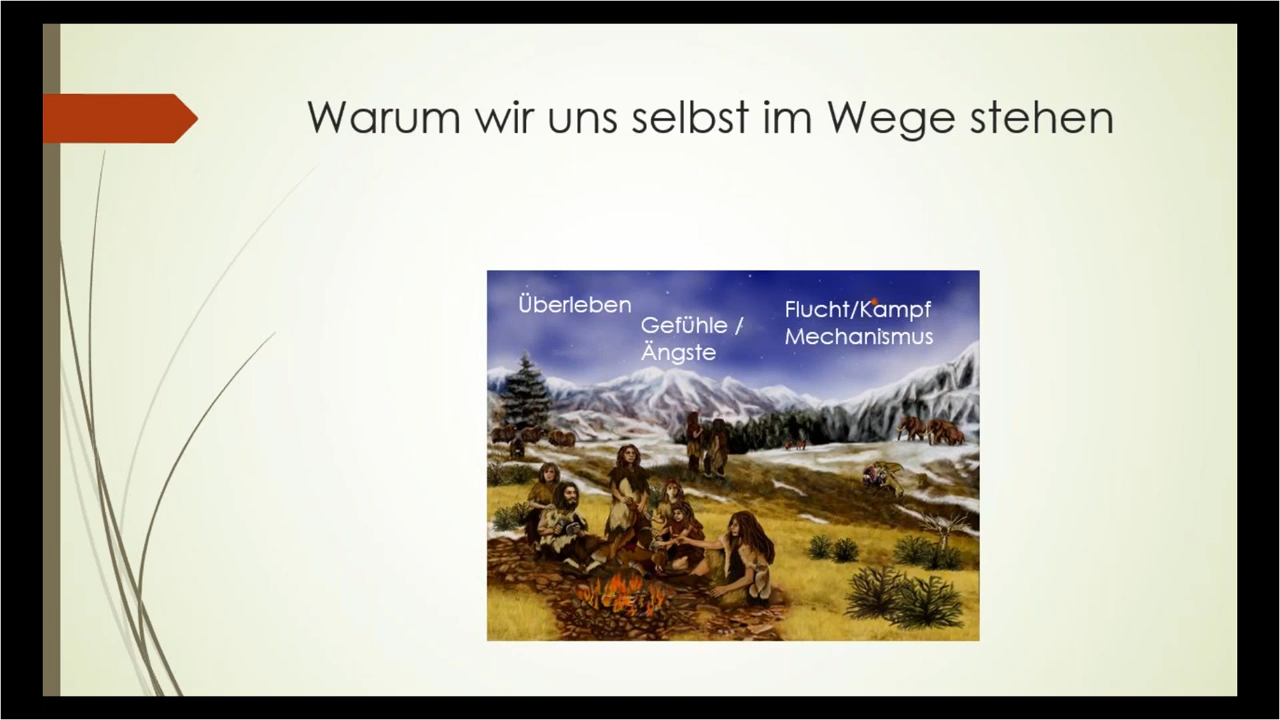 Warum wir uns selbst im Wege stehen
Überleben
Gefühle /
Ängste
Flucht/Kampf
Mechanismus